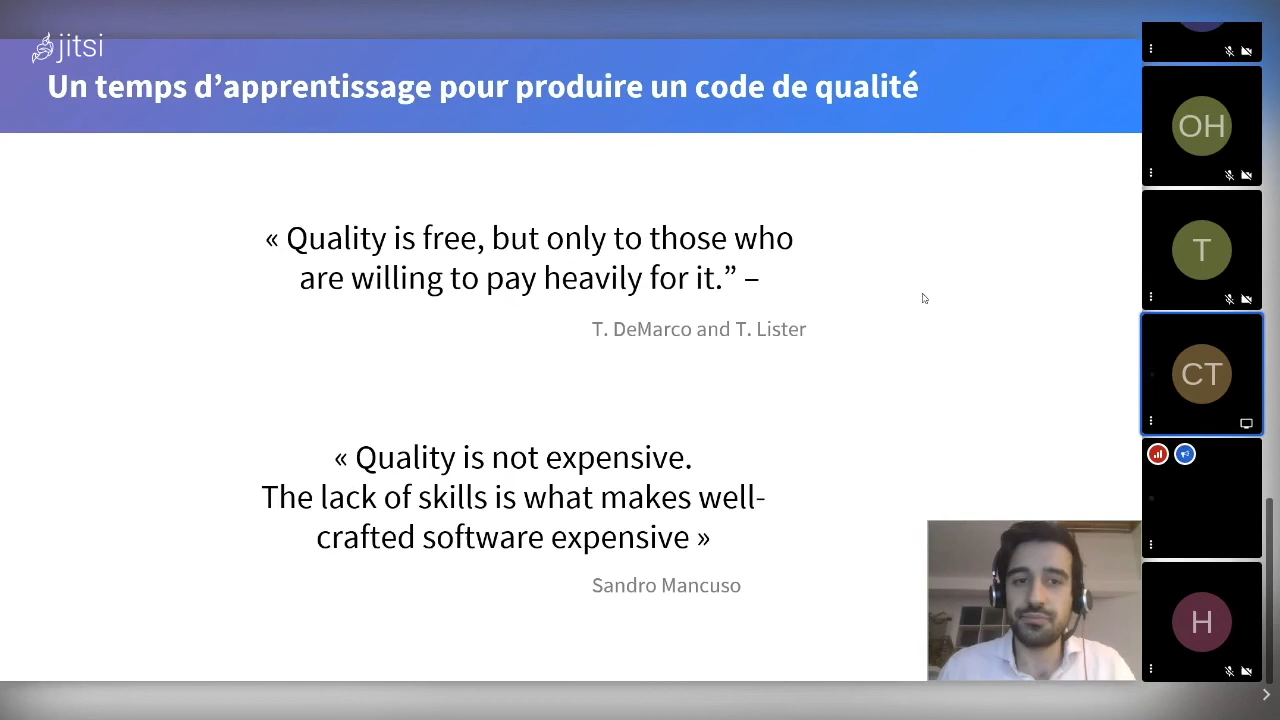 jitsi
Un temps d’apprentissage pour produire un code de qualité
« Quality is free, but only to those who
are willing to pay heavily for it.” –
T. DeMarco and T. Lister
« Quality is not expensive.
The lack of skills is what makes well-
crafted software expensive »
Sandro Mancuso
OH
T
CT
H